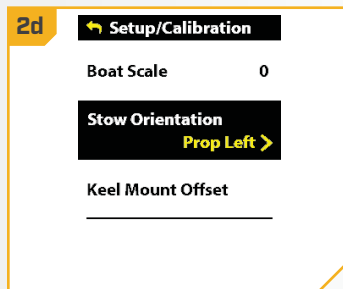 2d
Setup/Calibration
Boat Scale 0
Stow Orientation
Prop Left >
Keel Mount Offset